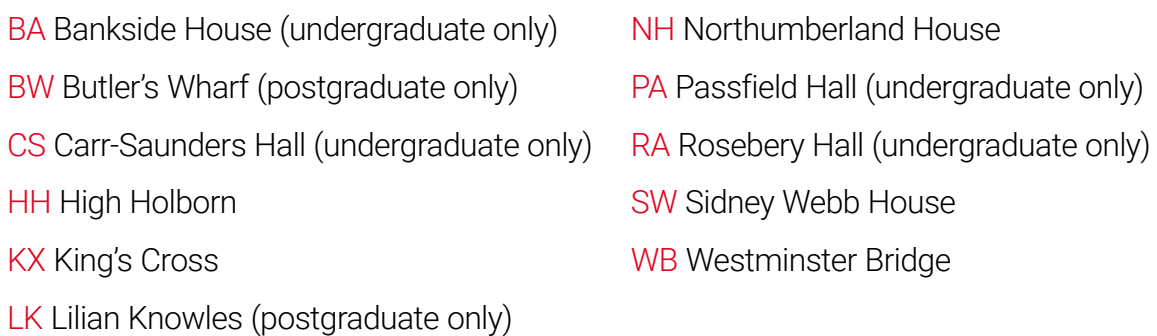 BA Bankside House (undergraduate only)
BW Butler’s Wharf (postgraduate only)
CS Carr-Saunders Hall (undergraduate only)
HH High Holborn
KX King’s Cross
LK Lilian Knowles (postgraduate only)
NH Northumberland House
PA Passfield Hall (undergraduate only)
RA Rosebery Hall (undergraduate only)
SW Sidney Webb House
WB Westminster Bridge